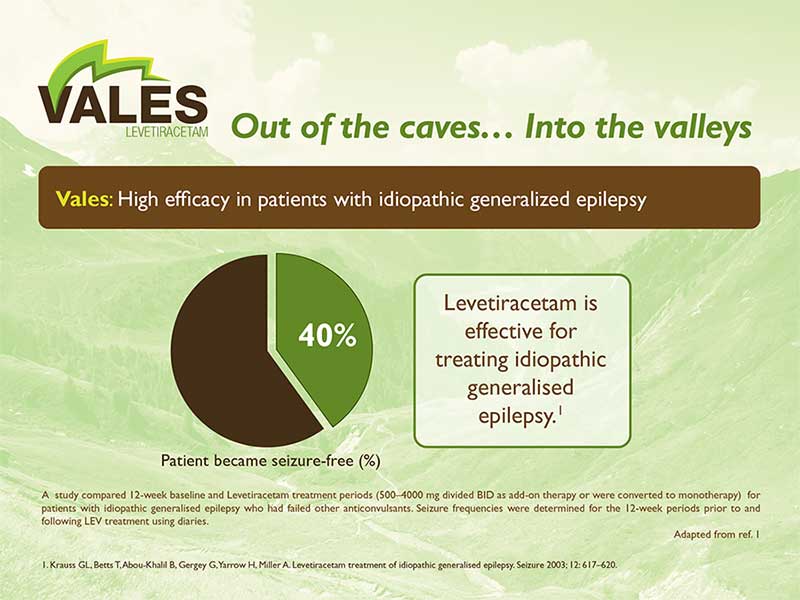 VALES
LEVETIRACETAM
Out of the caves... Into the valleys
Vales: High efficacy in patients with idiopathic generalized epilepsy
40%
Patient became seizure-free (%)
Levetiracetam is
effective for
treating idiopathic
generalised
epilepsy.1
A study compared 12-week baseline and Levetiracetam treatment periods (500–4000 mg divided BID as add-on therapy or were converted to monotherapy) for
patients with idiopathic generalised epilepsy who had failed other anticonvulsants. Seizure frequencies were determined for the 12-week periods prior to and
following LEV treatment using diaries.
Adapted from ref. 1
1. Krauss GL, Betts T, Abou-Khalil B, Gergey G, Yarrow H, Miller A. Levetiracetam treatment of idiopathic generalised epilepsy. Seizure 2003; 12: 617–620.